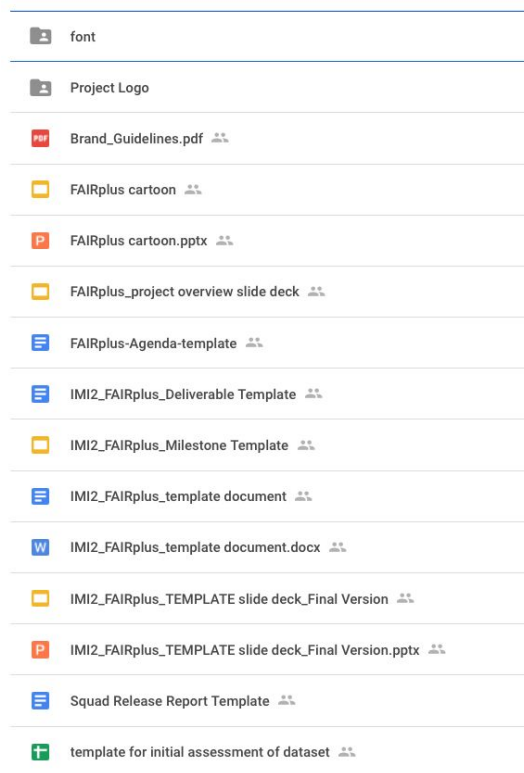 font
Project Logo
PDF Brand_Guidelines.pdf
FAIRplus cartoon
P FAIRplus cartoon.pptx
FAIRplus_project overview slide deck
FAIRplus-Agenda-template
IMI2_FAIRplus_Deliverable Template
IMI2_FAIRplus_Milestone Template
IMI2_FAIRplus_template document
W IMI2_FAIRplus_template document.docx
IMI2_FAIRplus_TEMPLATE slide deck_Final Version
P IMI2_FAIRplus_TEMPLATE slide deck_Final Version.pptx
Squad Release Report Template
template for initial assessment of dataset